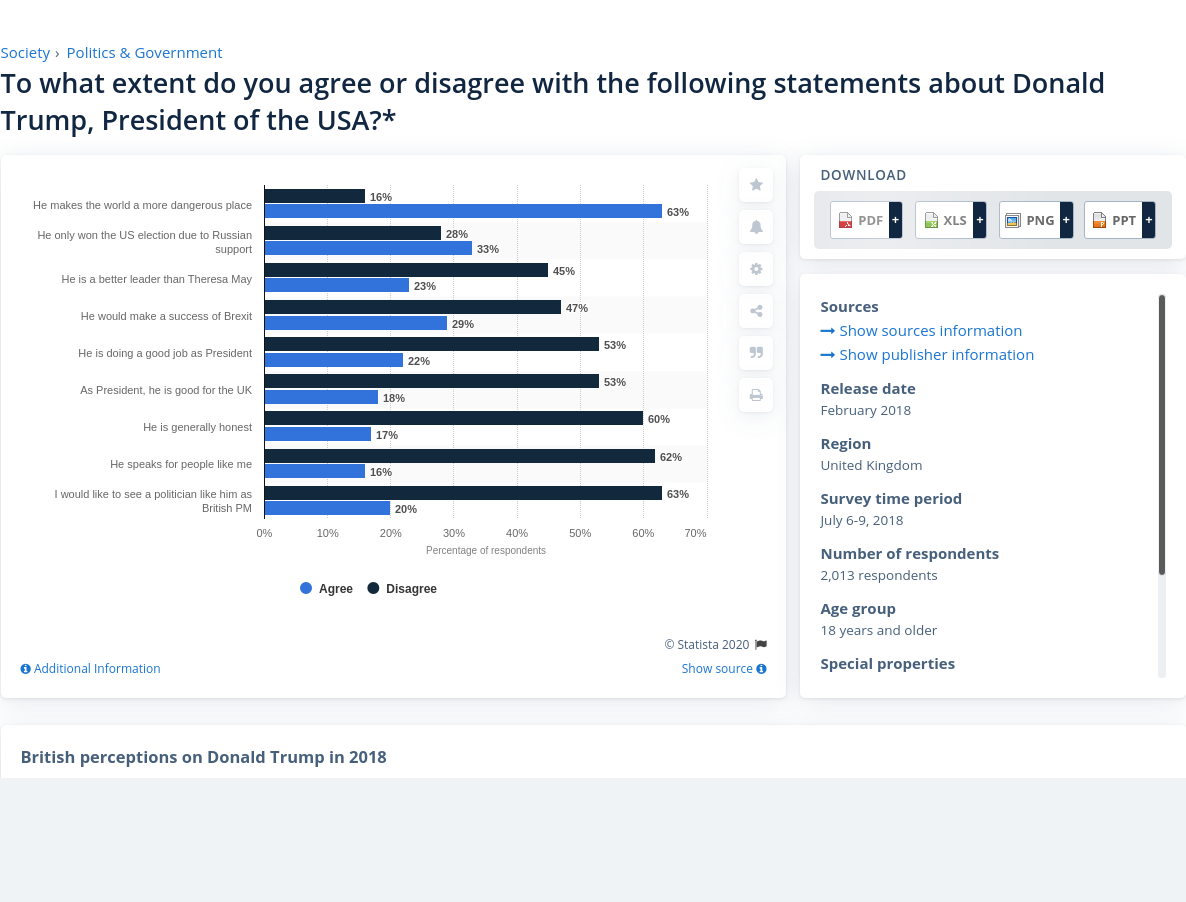 Society › Politics & Government
To what extent do you agree or disagree with the following statements about Donald
Trump, President of the USA?*
He makes the world a more dangerous place
16%
63%
He only won the US election due to Russian
support
28%
33%
He is a better leader than Theresa May
45%
23%
He would make a success of Brexit
47%
29%
He is doing a good job as President
53%
22%
As President, he is good for the UK
53%
18%
He is generally honest
60%
17%
He speaks for people like me
62%
16%
I would like to see a politician like him as
British PM
63%
20%
0% 10% 20% 30% 40% 50% 60% 70%
Percentage of respondents
Agree Disagree
© Statista 2020
Additional Information
Show source
DOWNLOAD
PDF + XLS + PNG + PPT +
Sources
Show sources information
Show publisher information
Release date
February 2018
Region
United Kingdom
Survey time period
July 6-9, 2018
Number of respondents
2,013 respondents
Age group
18 years and older
Special properties
British perceptions on Donald Trump in 2018